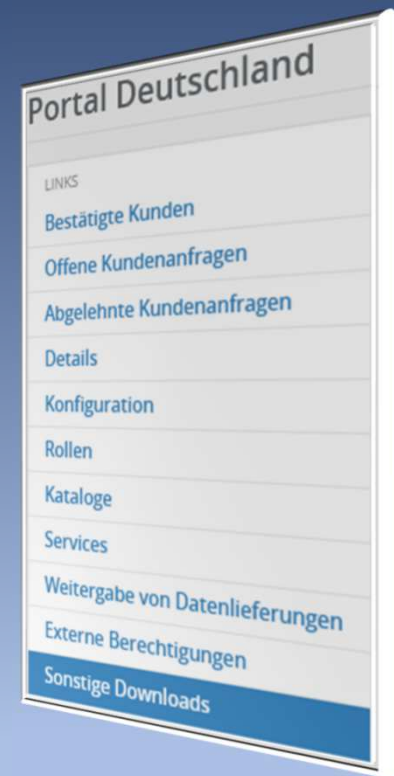 Portal Deutschland
LINKS
Bestätigte Kunden
Offene Kundenanfragen
Abgelehnte Kundenanfragen
Details
Konfiguration
Rollen
Kataloge
Services
Weitergabe von Datenlieferungen
Externe Berechtigungen
Sonstige Downloads